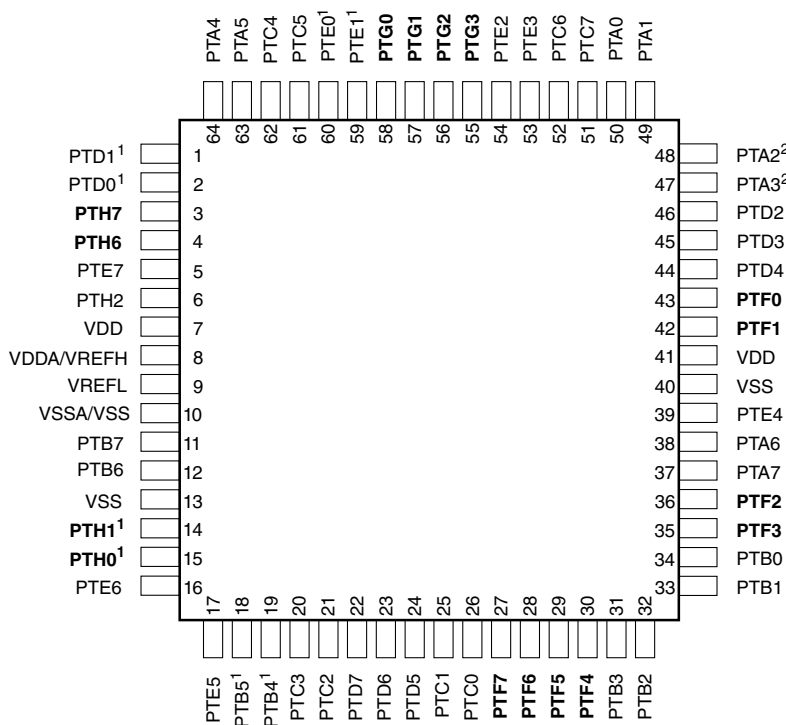 PTA4 PTA5 PTC4 PTC5 PTE0¹ PTE1¹ PTG0 PTG1 PTG2 PTG3 PTE2 PTE3 PTC6 PTC7 PTA0 PTA1
64 63 62 61 60 59 58 57 56 55 54 53 52 51 50 49
PTD1¹ 1 48 PTA2²
PTD0¹ 2 47 PTA3²
PTH7 3 46 PTD2
PTH6 4 45 PTD3
PTE7 5 44 PTD4
PTH2 6 43 PTF0
VDD 7 42 PTF1
VDDA/VREFH 8 41 VDD
VREFL 9 40 VSS
VSSA/VSS 10 39 PTE4
PTB7 11 38 PTA6
PTB6 12 37 PTA7
VSS 13 36 PTF2
PTH1¹ 14 35 PTF3
PTH0¹ 15 34 PTB0
PTE6 16 33 PTB1
17 18 19 20 21 22 23 24 25 26 27 28 29 30 31 32
PTE5 PTB5¹ PTB4¹ PTC3 PTC2 PTD7 PTD6 PTD5 PTC1 PTC0 PTF7 PTF6 PTF5 PTF4 PTB3 PTB2